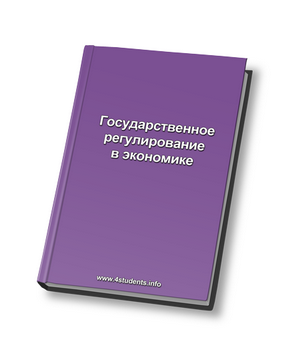 Государственное
регулирование
в экономике
www.4students.info